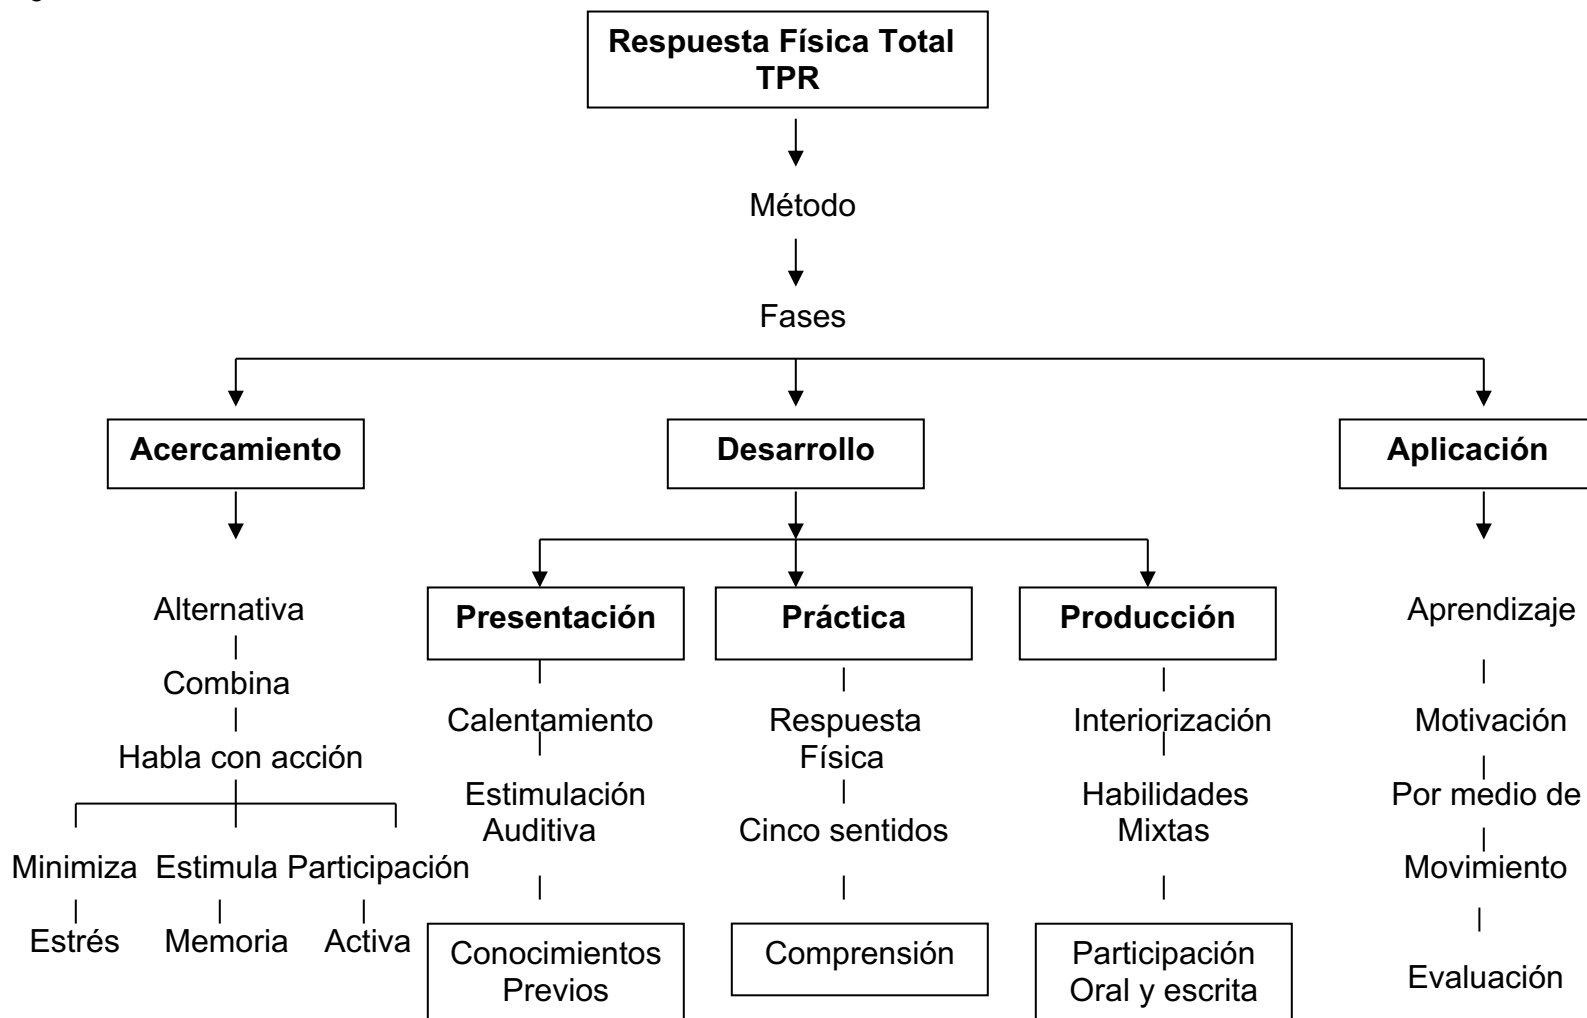 Respuesta Física Total
TPR
Método
Fases
Acercamiento
Desarrollo
Aplicación
Alternativa
Combina
Habla con acción
Minimiza
Estrés
Estimula
Memoria
Participación
Activa
Presentación
Calentamiento
Estimulación
Auditiva
Conocimientos
Previos
Práctica
Respuesta
Física
Cinco sentidos
Comprensión
Producción
Interiorización
Habilidades
Mixtas
Participación
Oral y escrita
Aprendizaje
Motivación
Por medio de
Movimiento
Evaluación